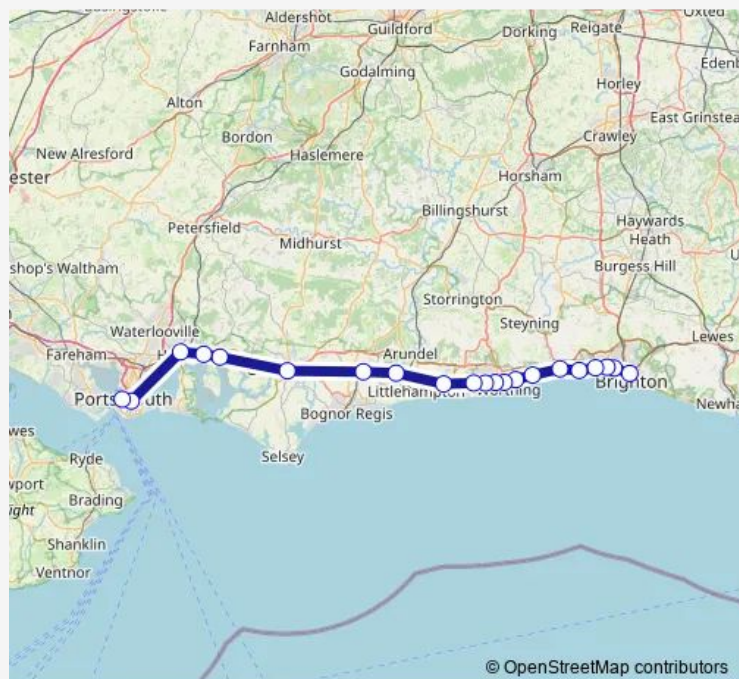 Aldershot
Guildford
Dorking
Reigate
Oxted
Farnham
Godalming
Horley
Alton
East Grinstea
Bordon
Crawley
New Alresford
Haslemere
ester
Horsham
Billingshurst
Petersfield
Haywards
Heath
Midhurst
Burgess Hill
shop's Waltham
Storrington
Steyning
Waterlooville
Lewes
Fareham
Arundel
Littlehampton
Worthing
Brighton
Bognor Regis
Newha
Selsey
wes
Ryde
wport
Brading
ight
Shanklin
Ventnor
© OpenStreetMap contributors